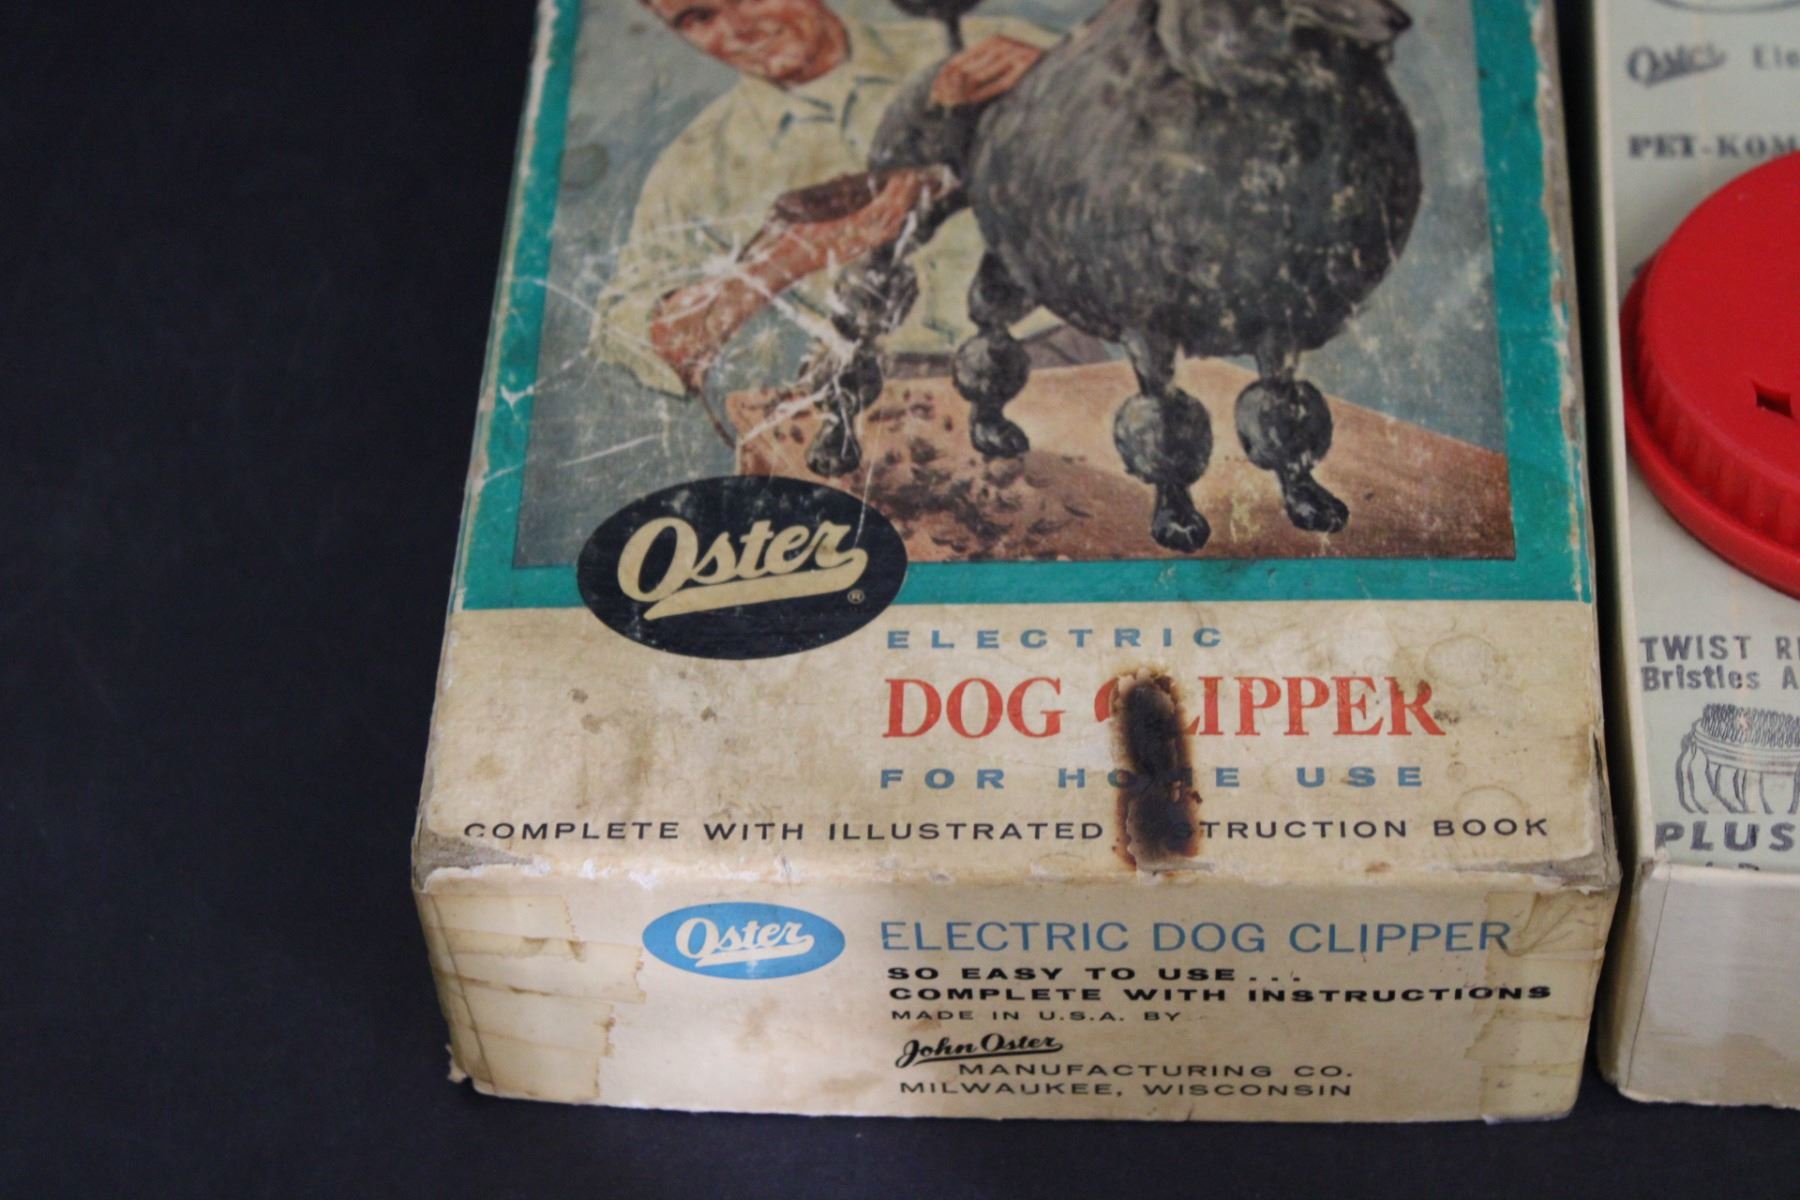 Oster ®
ELECTRIC
DOG CLIPPER
FOR HOME USE
COMPLETE WITH ILLUSTRATED INSTRUCTION BOOK
Oster
ELECTRIC DOG CLIPPER
SO EASY TO USE...
COMPLETE WITH INSTRUCTIONS
MADE IN U.S.A. BY
John Oster
MANUFACTURING CO.
MILWAUKEE, WISCONSIN
Oster
PET-KOM
TWIST
Bristles
PLUS